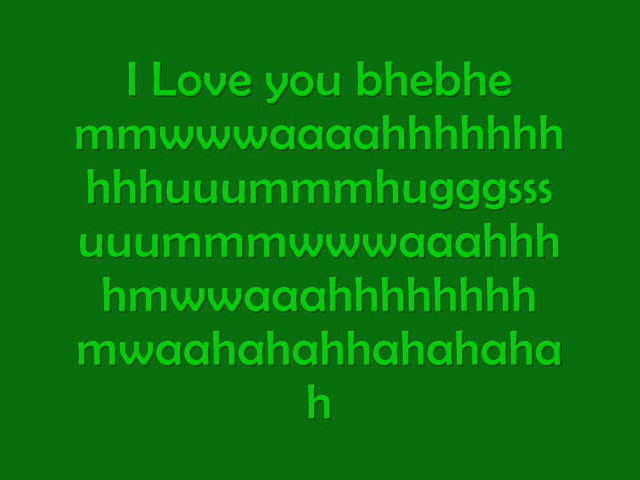 I Love you bhebhe
mmwwwaaaahhhhhhh
hhhuuummmhugggsss
uuummmwwwaaahhh
hmwwaaahhhhhhhh
mwaahahahhahahaha
h